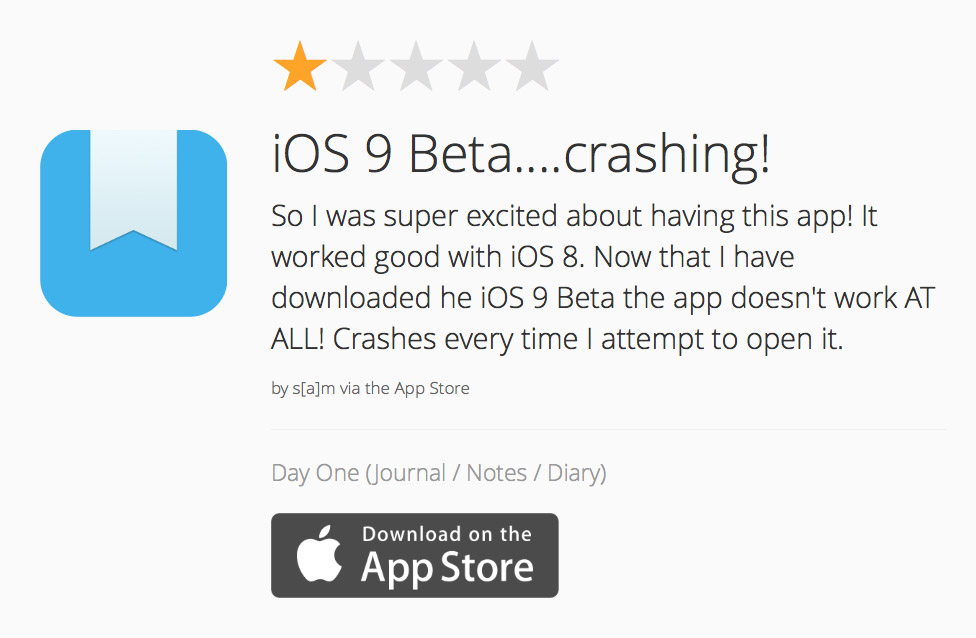 iOS 9 Beta....crashing!
So I was super excited about having this app! It
worked good with iOS 8. Now that I have
downloaded he iOS 9 Beta the app doesn't work AT
ALL! Crashes every time I attempt to open it.
by s[a]m via the App Store
Day One (Journal / Notes / Diary)
Download on the
App Store